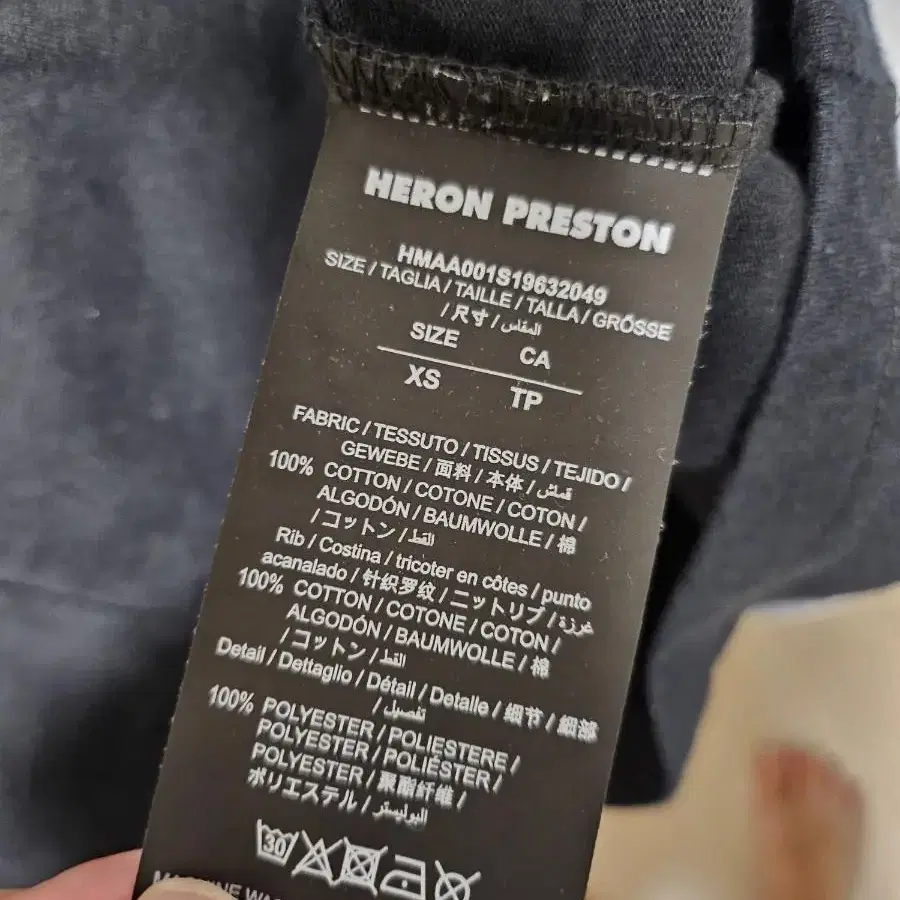 HERON PRESTON
HMAA001S19632049
SIZE / TAGLIA / TAILLE / TALLA / GRÖSSE
/ 尺寸 / المقاس
SIZE CA
XS TP
FABRIC / TESSUTO / TISSUS / TEJIDO /
GEWEBE / 面料 / 本体 / قماش
100% COTTON / COTONE / COTON /
ALGODÓN / BAUMWOLLE / 棉
/ コットン / القط
Rib / Costina / tricoter en côtes / punto
acanalado / 针织罗纹 / ニットリブ / غرزة
100% COTTON / COTONE / COTON /
ALGODÓN / BAUMWOLLE / 棉
/ コットン / القط
Detail / Dettaglio / Détail / Detalle / 细节 / 細部
/ تفصيل
100% POLYESTER / POLIESTERE /
POLYESTER / POLIÉSTER /
POLYESTER / 聚酯纤维 /
ポリエステル / البوليستر
30
MACHINE